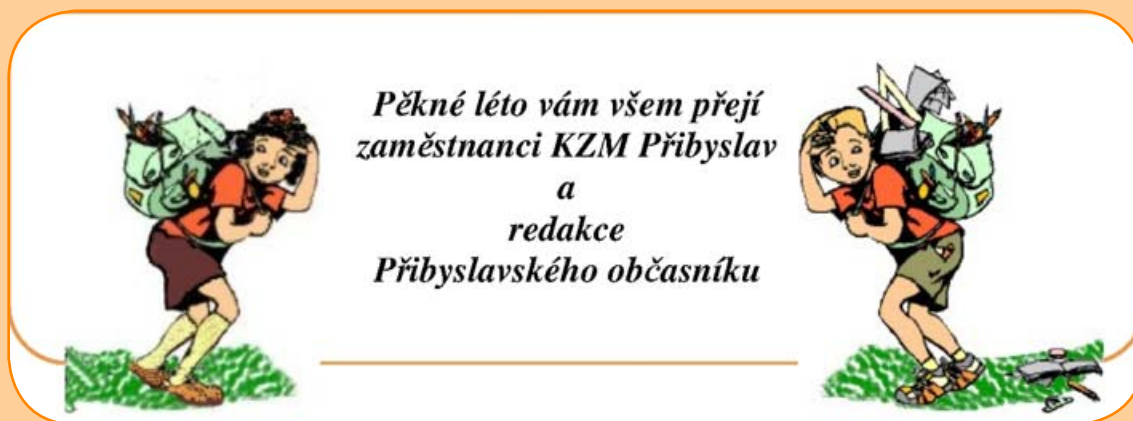 Pěkné léto vám všem přejí
zaměstnanci KZM Přibyslav
a
redakce
Přibyslavského občasníku